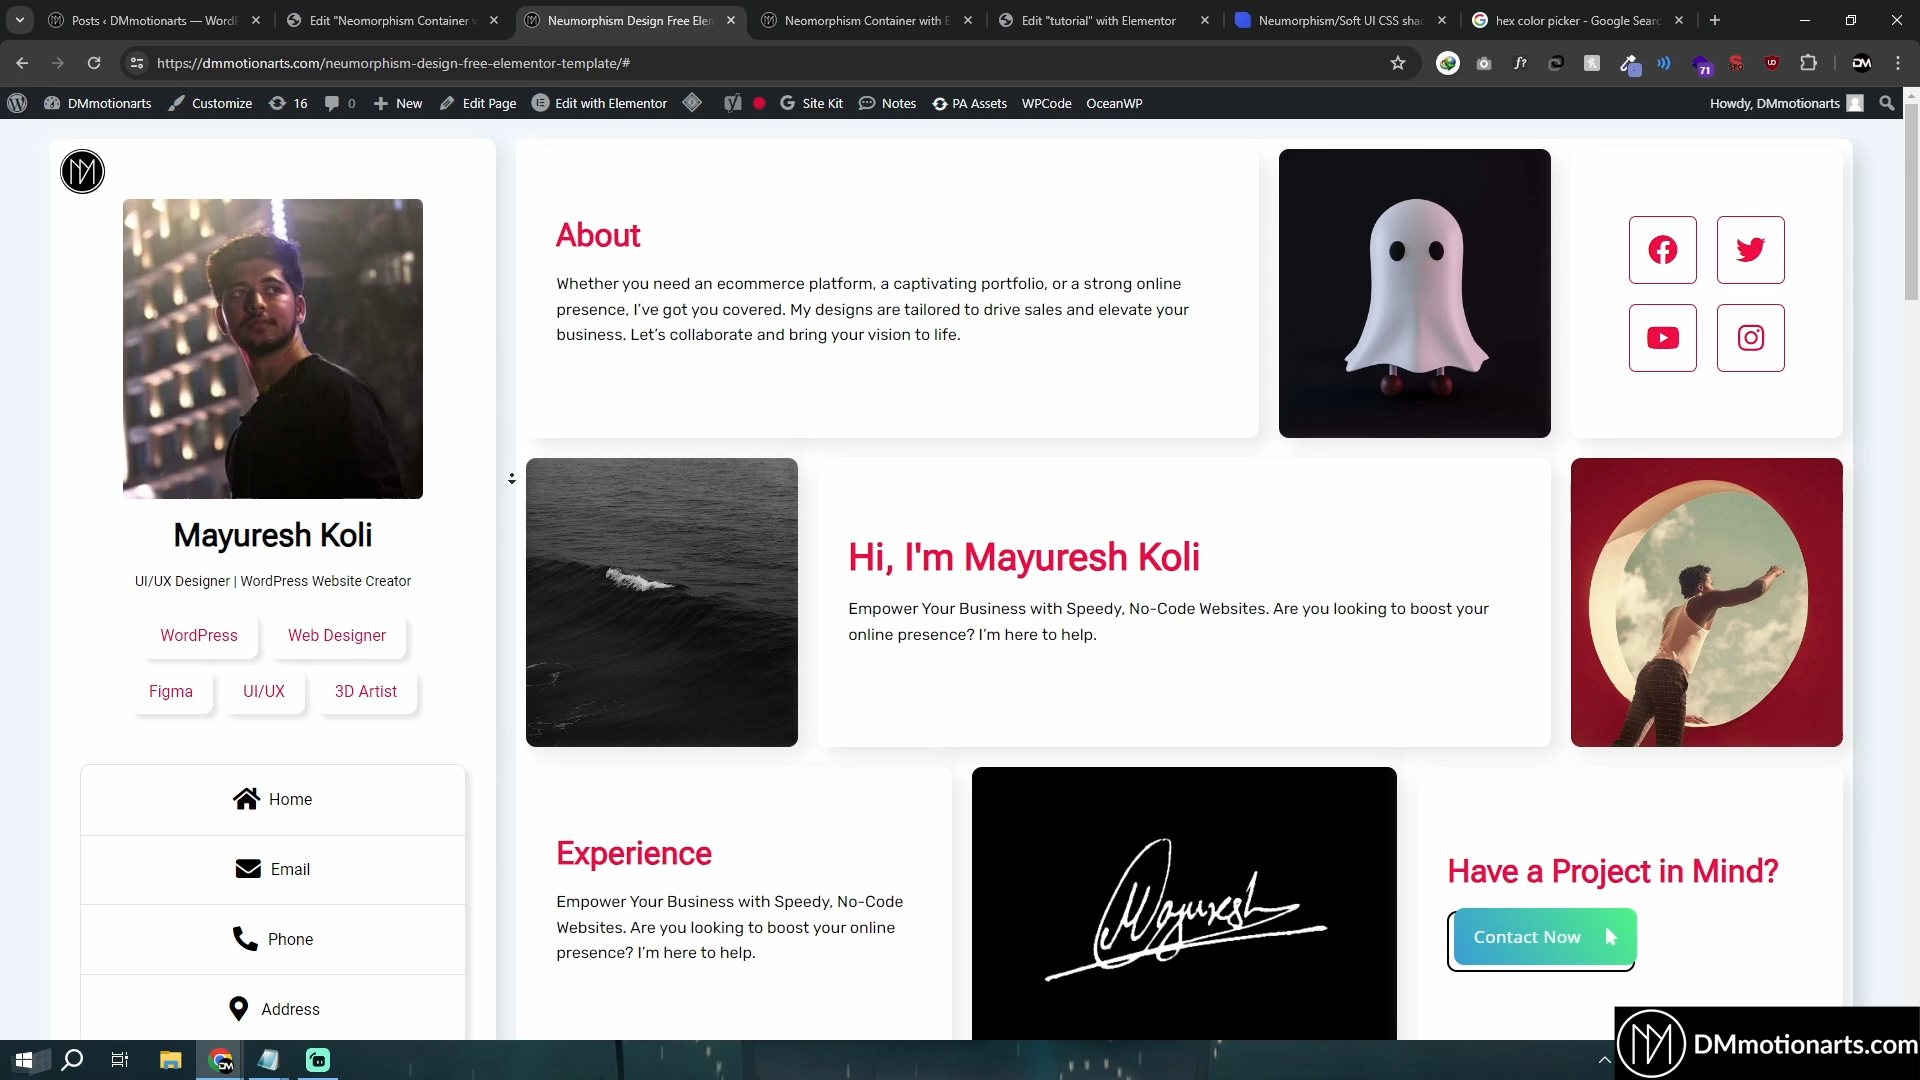 Posts ‹ DMmotionarts — WordP
Edit "Neomorphism Container w
Neumorphism Design Free Elem
Neomorphism Container with E
Edit "tutorial" with Elementor
Neumorphism/Soft UI CSS shad
hex color picker - Google Searc
https://dmmotionarts.com/neumorphism-design-free-elementor-template/#
71
DMmotionarts
Customize
16
0
New
Edit Page
Edit with Elementor
Site Kit
Notes
PA Assets
WPCode
OceanWP
Howdy, DMmotionarts
About
Whether you need an ecommerce platform, a captivating portfolio, or a strong online
presence, I've got you covered. My designs are tailored to drive sales and elevate your
business. Let's collaborate and bring your vision to life.
Mayuresh Koli
UI/UX Designer | WordPress Website Creator
WordPress
Web Designer
Figma
UI/UX
3D Artist
Home
Email
Phone
Address
Hi, I'm Mayuresh Koli
Empower Your Business with Speedy, No-Code Websites. Are you looking to boost your
online presence? I'm here to help.
Experience
Empower Your Business with Speedy, No-Code
Websites. Are you looking to boost your online
presence? I'm here to help.
Mayuresh
Have a Project in Mind?
Contact Now
DMmotionarts.com